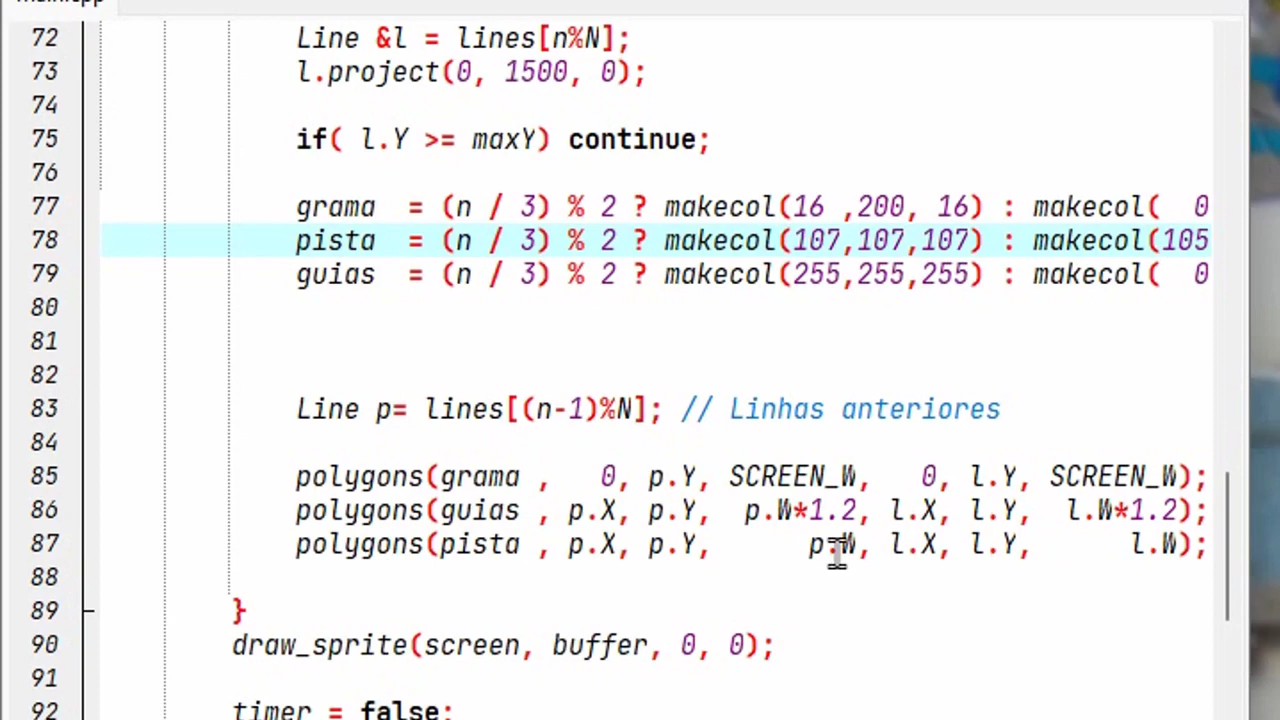 72 Line &l = lines[n%N];
73 l.project(0, 1500, 0);
74
75 if( l.Y >= maxY) continue;
76
77 grama  = (n / 3) % 2 ? makecol(16 ,200, 16) : makecol(  0
78 pista  = (n / 3) % 2 ? makecol(107,107,107) : makecol(105
79 guias  = (n / 3) % 2 ? makecol(255,255,255) : makecol(  0
80
81
82
83 Line p= lines[(n-1)%N]; // Linhas anteriores
84
85 polygons(grama ,   0, p.Y, SCREEN_W,   0, l.Y, SCREEN_W);
86 polygons(guias , p.X, p.Y,  p.W*1.2, l.X, l.Y,  l.W*1.2);
87 polygons(pista , p.X, p.Y,      p.W, l.X, l.Y,      l.W);
88
89 }
90 draw_sprite(screen, buffer, 0, 0);
91
92 timer = false;